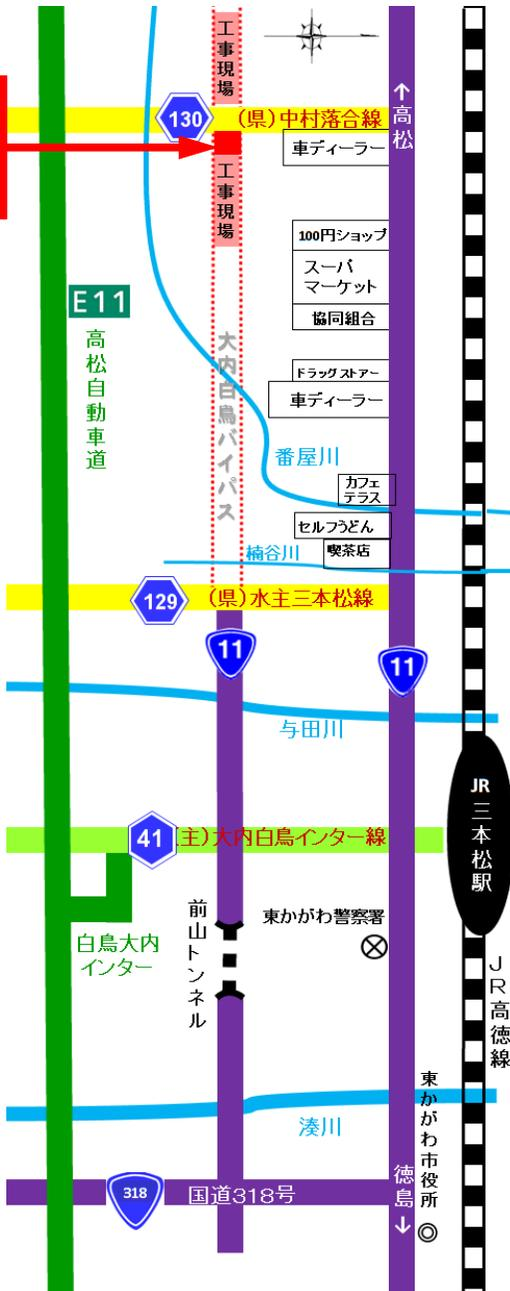 工事現場
↑高松
130
(県)中村落合線
車ディーラー
工事現場
100円ショップ
スーパ
マーケット
協同組合
E11
高松自動車道
大内白鳥バイパス
ドラッグストアー
車ディーラー
番屋川
カフェ
テラス
セルフうどん
喫茶店
楠谷川
129
(県)水主三本松線
11
11
与田川
JR三本松駅
41
(主)大内白鳥インター線
白鳥大内
インター
前山トンネル
東かがわ警察署
JR高徳線
湊川
東かがわ市役所
318
国道318号
徳島↓